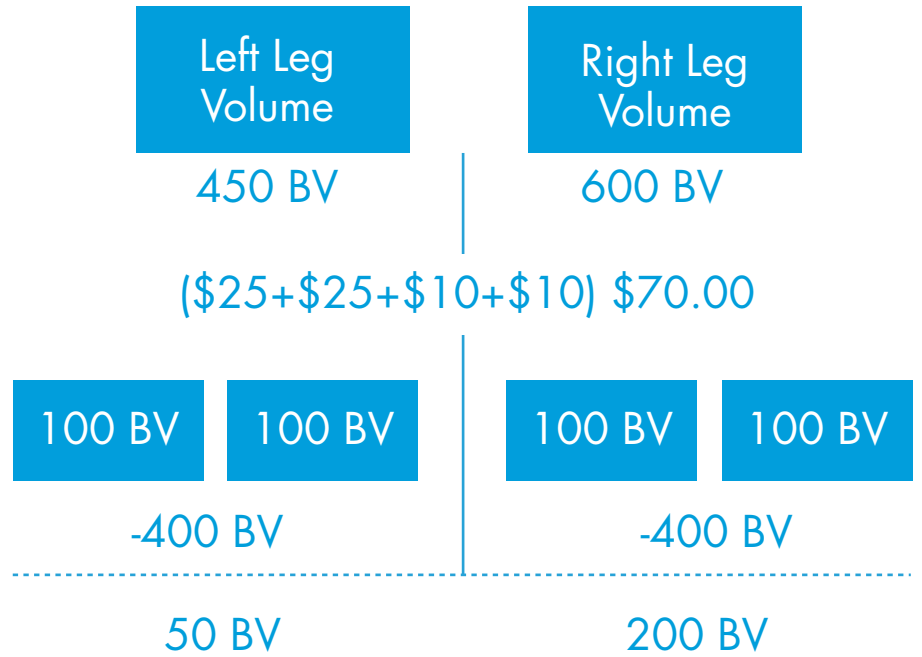 Left Leg
Volume
Right Leg
Volume
450 BV
600 BV
($25+$25+$10+$10) $70.00
100 BV
100 BV
100 BV
100 BV
-400 BV
-400 BV
50 BV
200 BV